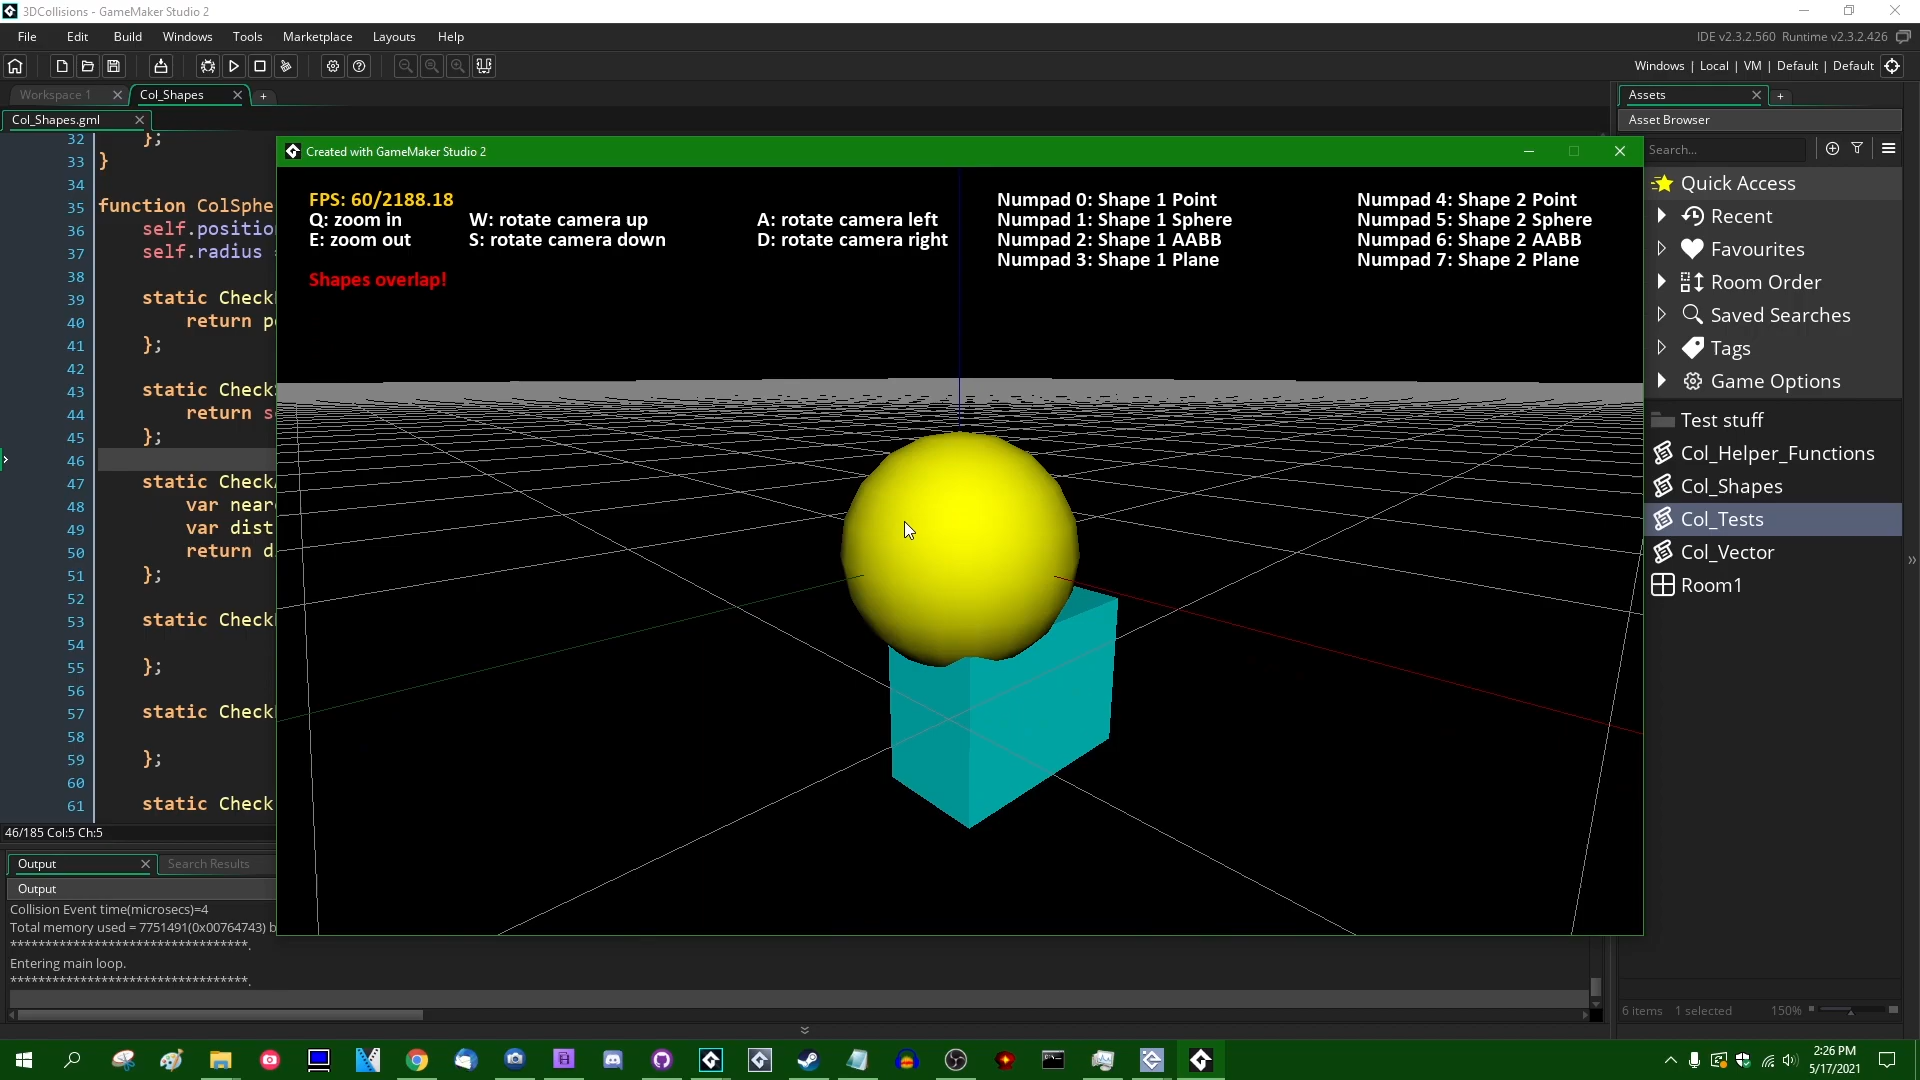 3DCollisions - GameMaker Studio 2
File Edit Build Windows Tools Marketplace Layouts Help
IDE v2.3.2.560 Runtime v2.3.2.426
Windows | Local | VM | Default | Default
Workspace 1
Col_Shapes
+
Col_Shapes.gml
32 };
33 }
34
35 function ColSphe
36 self.position
37 self.radius =
38
39 static Check
40 return p
41 };
42
43 static Check
44 return s
45 };
46
47 static Check
48 var near
49 var dist
50 return d
51 };
52
53 static Check
54
55 };
56
57 static Check
58
59 };
60
61 static Check
46/185 Col:5 Ch:5
Created with GameMaker Studio 2
FPS: 60/2188.18
Q: zoom in W: rotate camera up A: rotate camera left
E: zoom out S: rotate camera down D: rotate camera right
Shapes overlap!
Numpad 0: Shape 1 Point
Numpad 1: Shape 1 Sphere
Numpad 2: Shape 1 AABB
Numpad 3: Shape 1 Plane
Numpad 4: Shape 2 Point
Numpad 5: Shape 2 Sphere
Numpad 6: Shape 2 AABB
Numpad 7: Shape 2 Plane
Assets
+
Asset Browser
Search...
Quick Access
Recent
Favourites
Room Order
Saved Searches
Tags
Game Options
Test stuff
Col_Helper_Functions
Col_Shapes
Col_Tests
Col_Vector
Room1
6 items 1 selected 150%
Output
Search Results
Output
Collision Event time(microsecs)=4
Total memory used = 7751491(0x00764743) b
**********************************.
Entering main loop.
**********************************.
2:26 PM
5/17/2021